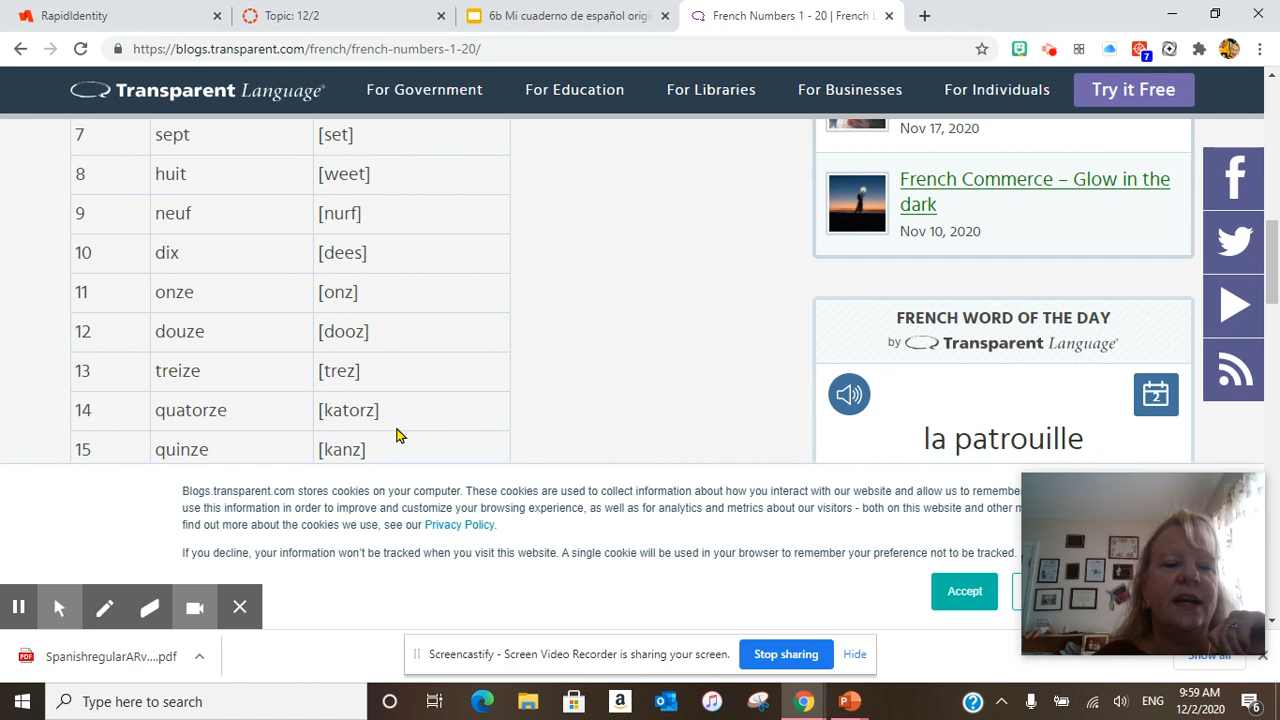 RapidIdentity
Topic: 12/2
6b Mi cuaderno de español origi
French Numbers 1 - 20 | French L
https://blogs.transparent.com/french/french-numbers-1-20/
7
Transparent Language
For Government
For Education
For Libraries
For Businesses
For Individuals
Try it Free
7 sept [set]
8 huit [weet]
9 neuf [nurf]
10 dix [dees]
11 onze [onz]
12 douze [dooz]
13 treize [trez]
14 quatorze [katorz]
15 quinze [kanz]
Nov 17, 2020
French Commerce – Glow in the
dark
Nov 10, 2020
FRENCH WORD OF THE DAY
by Transparent Language
2
la patrouille
Blogs.transparent.com stores cookies on your computer. These cookies are used to collect information about how you interact with our website and allow us to remembe
use this information in order to improve and customize your browsing experience, as well as for analytics and metrics about our visitors - both on this website and other m
find out more about the cookies we use, see our Privacy Policy.
If you decline, your information won't be tracked when you visit this website. A single cookie will be used in your browser to remember your preference not to be tracked.
Accept
PDF SpanishregularARv....pdf
Screencastify - Screen Video Recorder is sharing your screen.
Stop sharing
Hide
Show all
Type here to search
ENG
9:59 AM
12/2/2020
6